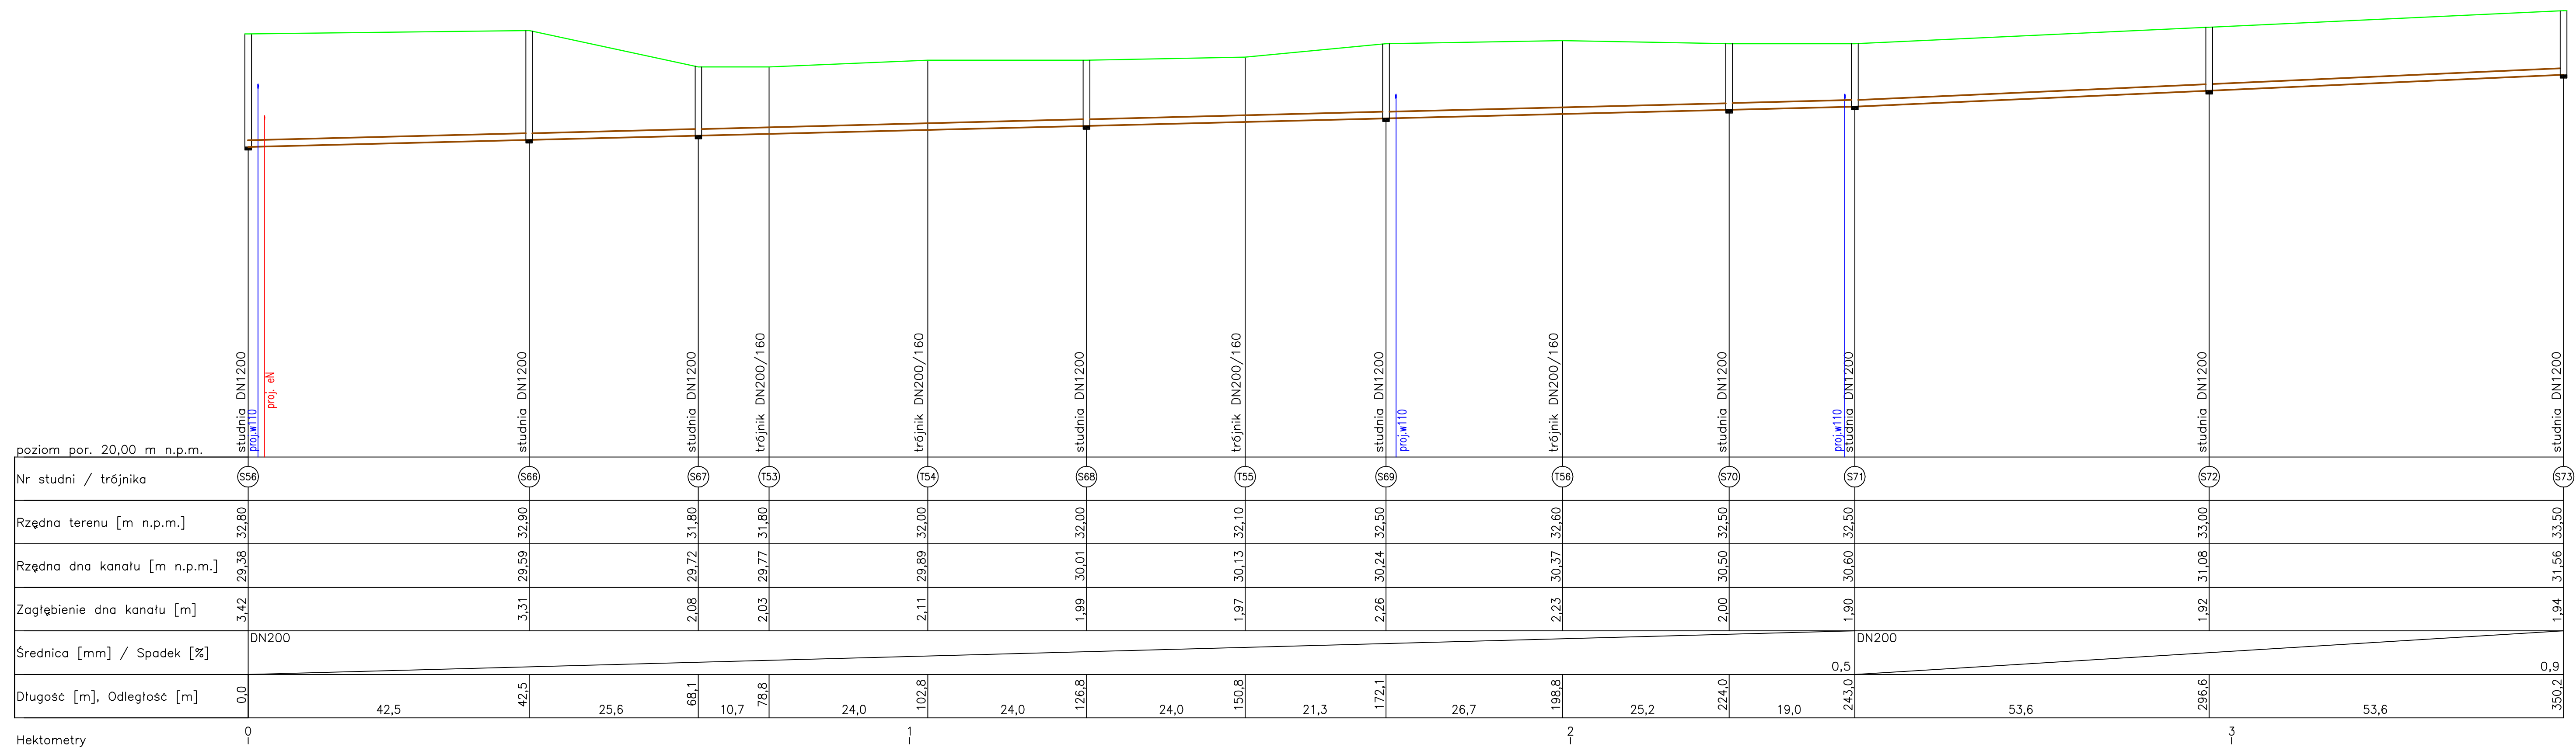 studnia DN1200
proj.w110
proj. eN
studnia DN1200
studnia DN1200
trójnik DN200/160
trójnik DN200/160
studnia DN1200
trójnik DN200/160
studnia DN1200
proj.w110
trójnik DN200/160
studnia DN1200
proj.w110
studnia DN1200
studnia DN1200
studnia DN1200
poziom por. 20,00 m n.p.m.
Nr studni / trójnika S56 S66 S67 T53 T54 S68 T55 S69 T56 S70 S71 S72 S73
Rzędna terenu [m n.p.m.] 32,80 32,90 31,80 31,80 32,00 32,00 32,10 32,50 32,60 32,50 32,50 33,00 33,50
Rzędna dna kanału [m n.p.m.] 29,38 29,59 29,72 29,77 29,89 30,01 30,13 30,24 30,37 30,50 30,60 31,08 31,56
Zagłębienie dna kanału [m] 3,42 3,31 2,08 2,03 2,11 1,99 1,97 2,26 2,23 2,00 1,90 1,92 1,94
DN200 DN200
Średnica [mm] / Spadek [%]
0,5 0,9
Długość [m], Odległość [m] 0,0 42,5 68,1 78,8 102,8 126,8 150,8 172,1 198,8 224,0 243,0 296,6 350,2
42,5 25,6 10,7 24,0 24,0 24,0 21,3 26,7 25,2 19,0 53,6 53,6
Hektometry 0 1 2 3